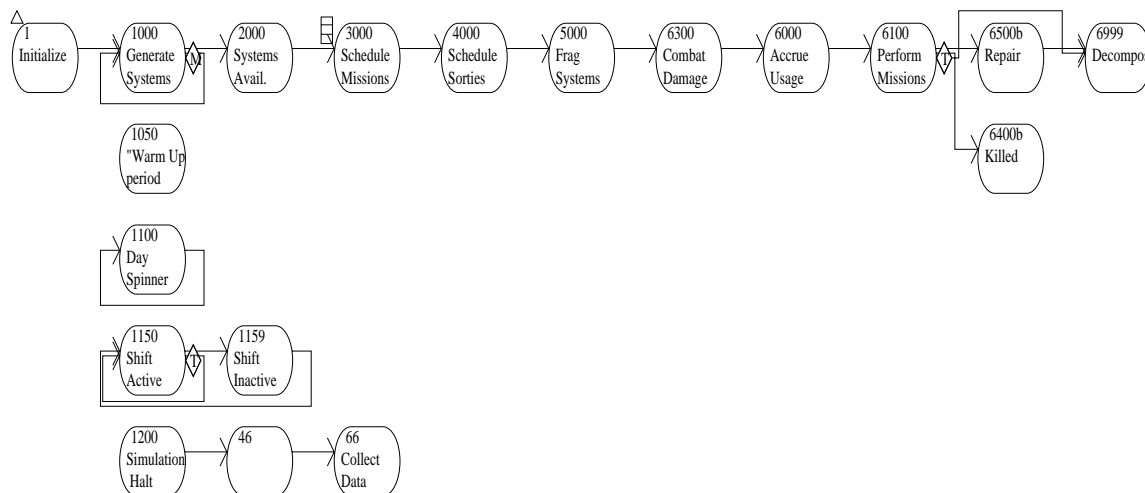 1
Initialize
1000
Generate
Systems
M
2000
Systems
Avail.
3000
Schedule
Missions
4000
Schedule
Sorties
5000
Frag
Systems
6300
Combat
Damage
6000
Accrue
Usage
6100
Perform
Missions
T
6500b
Repair
6999
Decompos
1050
"Warm Up
period
6400b
Killed
1100
Day
Spinner
1150
Shift
Active
T
1159
Shift
Inactive
1200
Simulation
Halt
46
66
Collect
Data